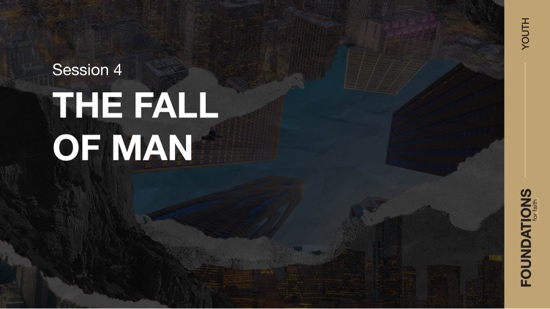 Session 4
THE FALL
OF MAN
YOUTH
FOUNDATIONS
for faith